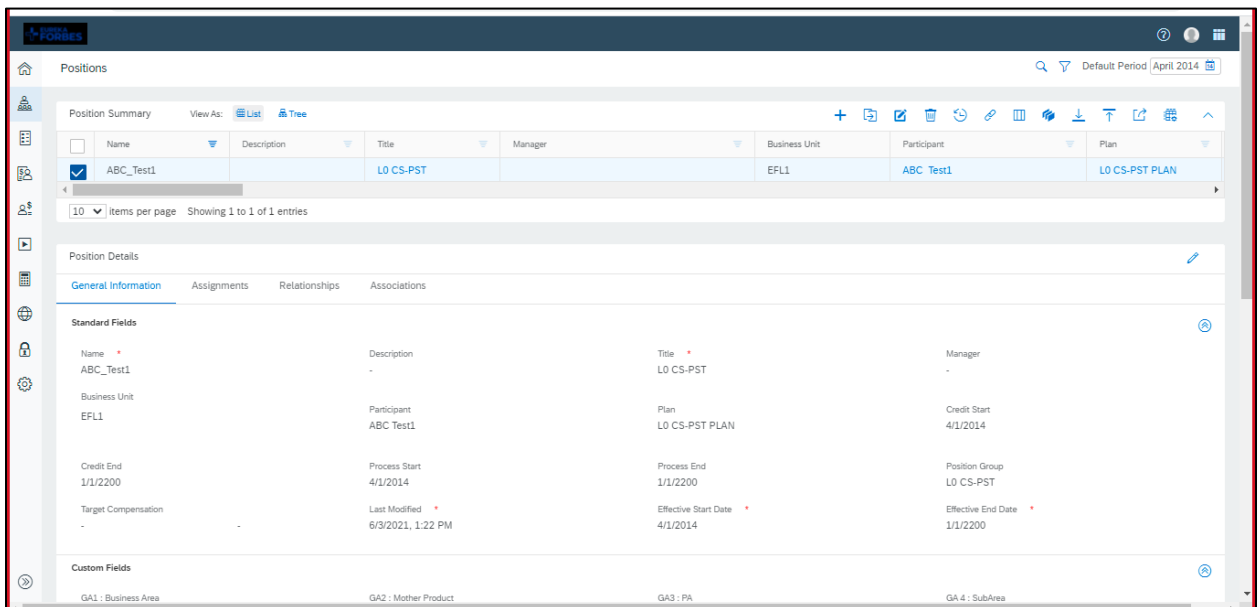 EUREKA
FORBES
Positions
Default Period April 2014
Position Summary View As: List Tree
Name Description Title Manager Business Unit Participant Plan
ABC_Test1 L0 CS-PST EFL1 ABC Test1 L0 CS-PST PLAN
10 items per page Showing 1 to 1 of 1 entries
Position Details
General Information Assignments Relationships Associations
Standard Fields
Name * Description Title * Manager
ABC_Test1 - L0 CS-PST -
Business Unit
EFL1
Participant Plan Credit Start
ABC Test1 L0 CS-PST PLAN 4/1/2014
Credit End Process Start Process End Position Group
1/1/2200 4/1/2014 1/1/2200 L0 CS-PST
Target Compensation Last Modified * Effective Start Date * Effective End Date *
- - 6/3/2021, 1:22 PM 4/1/2014 1/1/2200
Custom Fields
GA1 : Business Area GA2 : Mother Product GA3 : PA GA 4 : SubArea